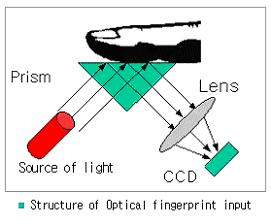 Prism
Lens
Source of light
CCD
Structure of Optical fingerprint input